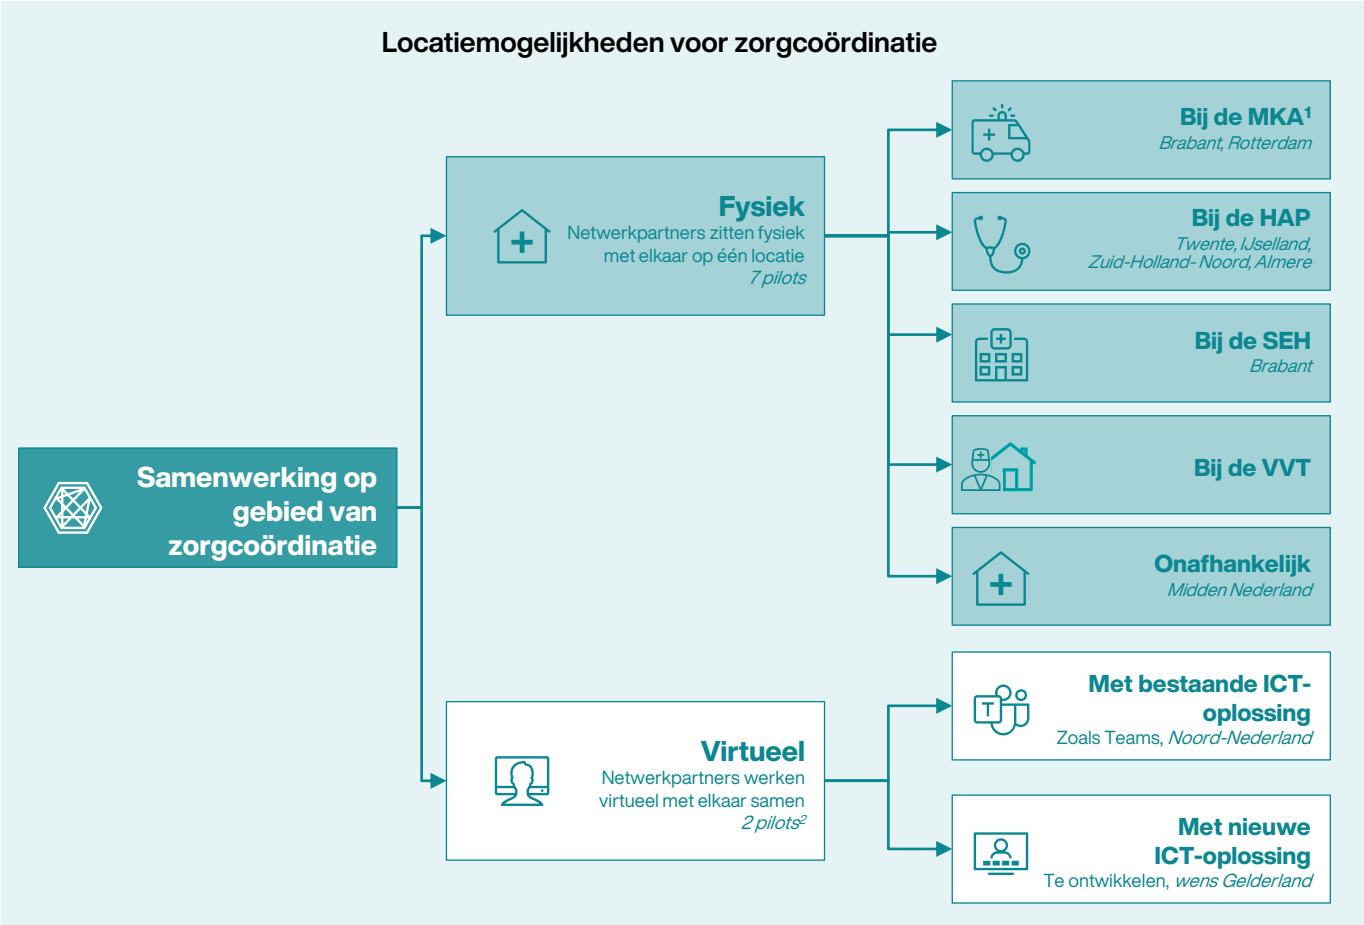 Locatiemogelijkheden voor zorgcoördinatie
Bij de MKA¹
Brabant, Rotterdam
Fysiek
Netwerkpartners zitten fysiek
met elkaar op één locatie
7 pilots
Bij de HAP
Twente, IJselland,
Zuid-Holland- Noord, Almere
Bij de SEH
Brabant
Samenwerking op
gebied van
zorgcoördinatie
Bij de VVT
Onafhankelijk
Midden Nederland
Virtueel
Netwerkpartners werken
virtueel met elkaar samen
2 pilots²
T
Met bestaande ICT-
oplossing
Zoals Teams, Noord-Nederland
Met nieuwe
ICT-oplossing
Te ontwikkelen, wens Gelderland